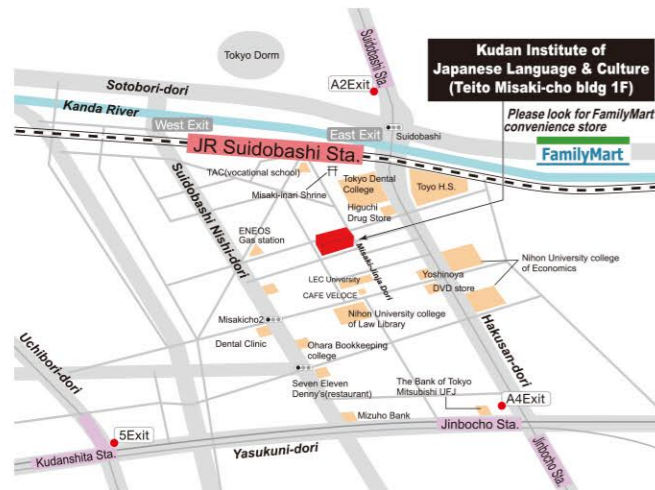 Tokyo Dorm
Suidobashi Sta.
A2Exit
Kudan Institute of
Japanese Language & Culture
(Teito Misaki-cho bldg 1F)
Sotobori-dori
Kanda River
West Exit
East Exit
Suidobashi
Please look for FamilyMart
convenience store
FamilyMart
JR Suidobashi Sta.
TAC(vocational school)
Misaki-inari Shrine
Tokyo Dental
College
Toyo H.S.
Higuchi
Drug Store
Suidobashi Nishi-dori
ENEOS
Gas station
Misaki-Jinja Dori
LEC University
CAFE VELOCE
Yoshinoya
DVD store
Nihon University college
of Economics
Nihon University college
of Law Library
Misakicho2
Dental Clinic
Ohara Bookkeeping
college
Hakusan-dori
Uchibori-dori
Seven Eleven
Denny's(restaurant)
The Bank of Tokyo
Mitsubishi UFJ
A4Exit
Mizuho Bank
Jinbocho Sta.
5Exit
Kudanshita Sta.
Yasukuni-dori
Jinbocho Sta.